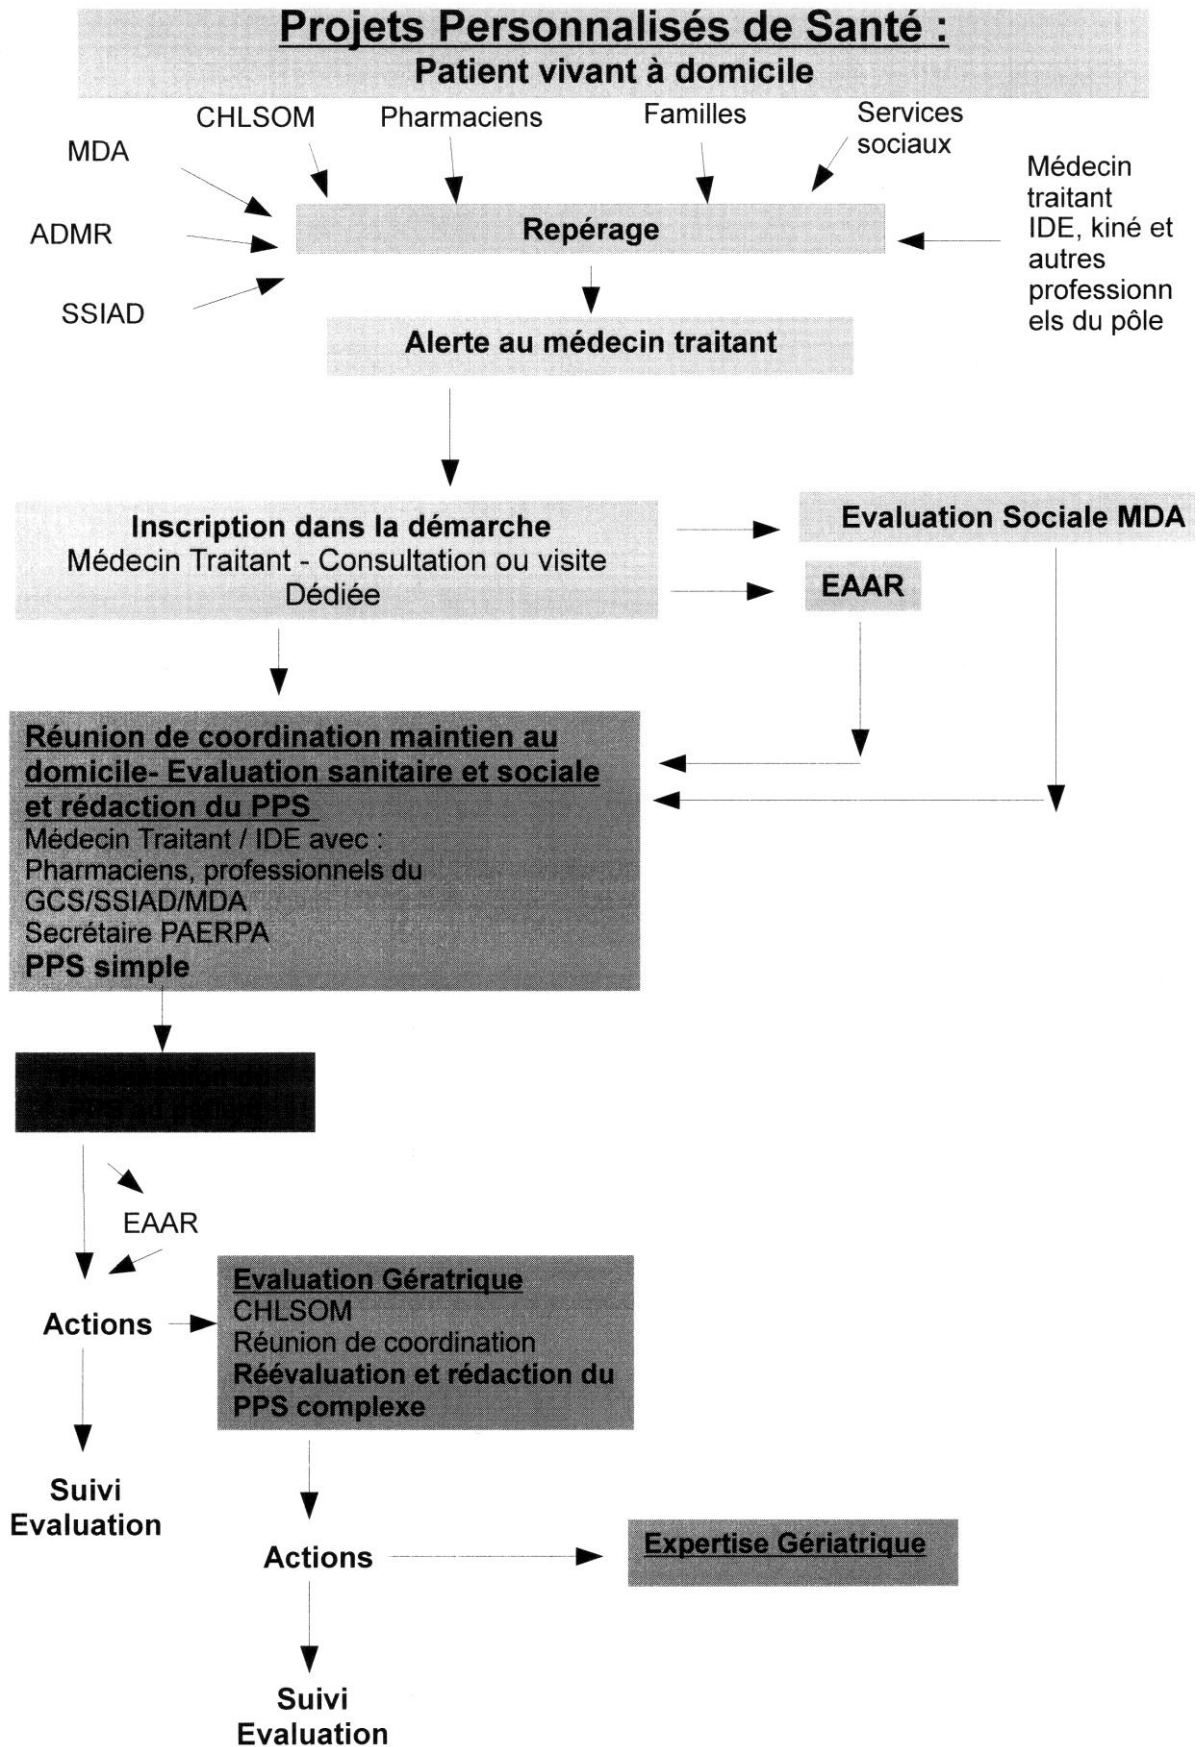 Projets Personnalisés de Santé :
Patient vivant à domicile
CHLSOM
Pharmaciens
Familles
Services
sociaux
MDA
ADMR
SSIAD
Médecin
traitant
IDE, kiné et
autres
professionn
els du pôle
Repérage
Alerte au médecin traitant
Inscription dans la démarche
Médecin Traitant - Consultation ou visite
Dédiée
Evaluation Sociale MDA
EAAR
Réunion de coordination maintien au
domicile- Evaluation sanitaire et sociale
et rédaction du PPS
Médecin Traitant / IDE avec :
Pharmaciens, professionnels du
GCS/SSIAD/MDA
Secrétaire PAERPA
PPS simple
EAAR
Actions
Evaluation Gératrique
CHLSOM
Réunion de coordination
Réévaluation et rédaction du
PPS complexe
Suivi
Evaluation
Actions
Expertise Gériatrique
Suivi
Evaluation